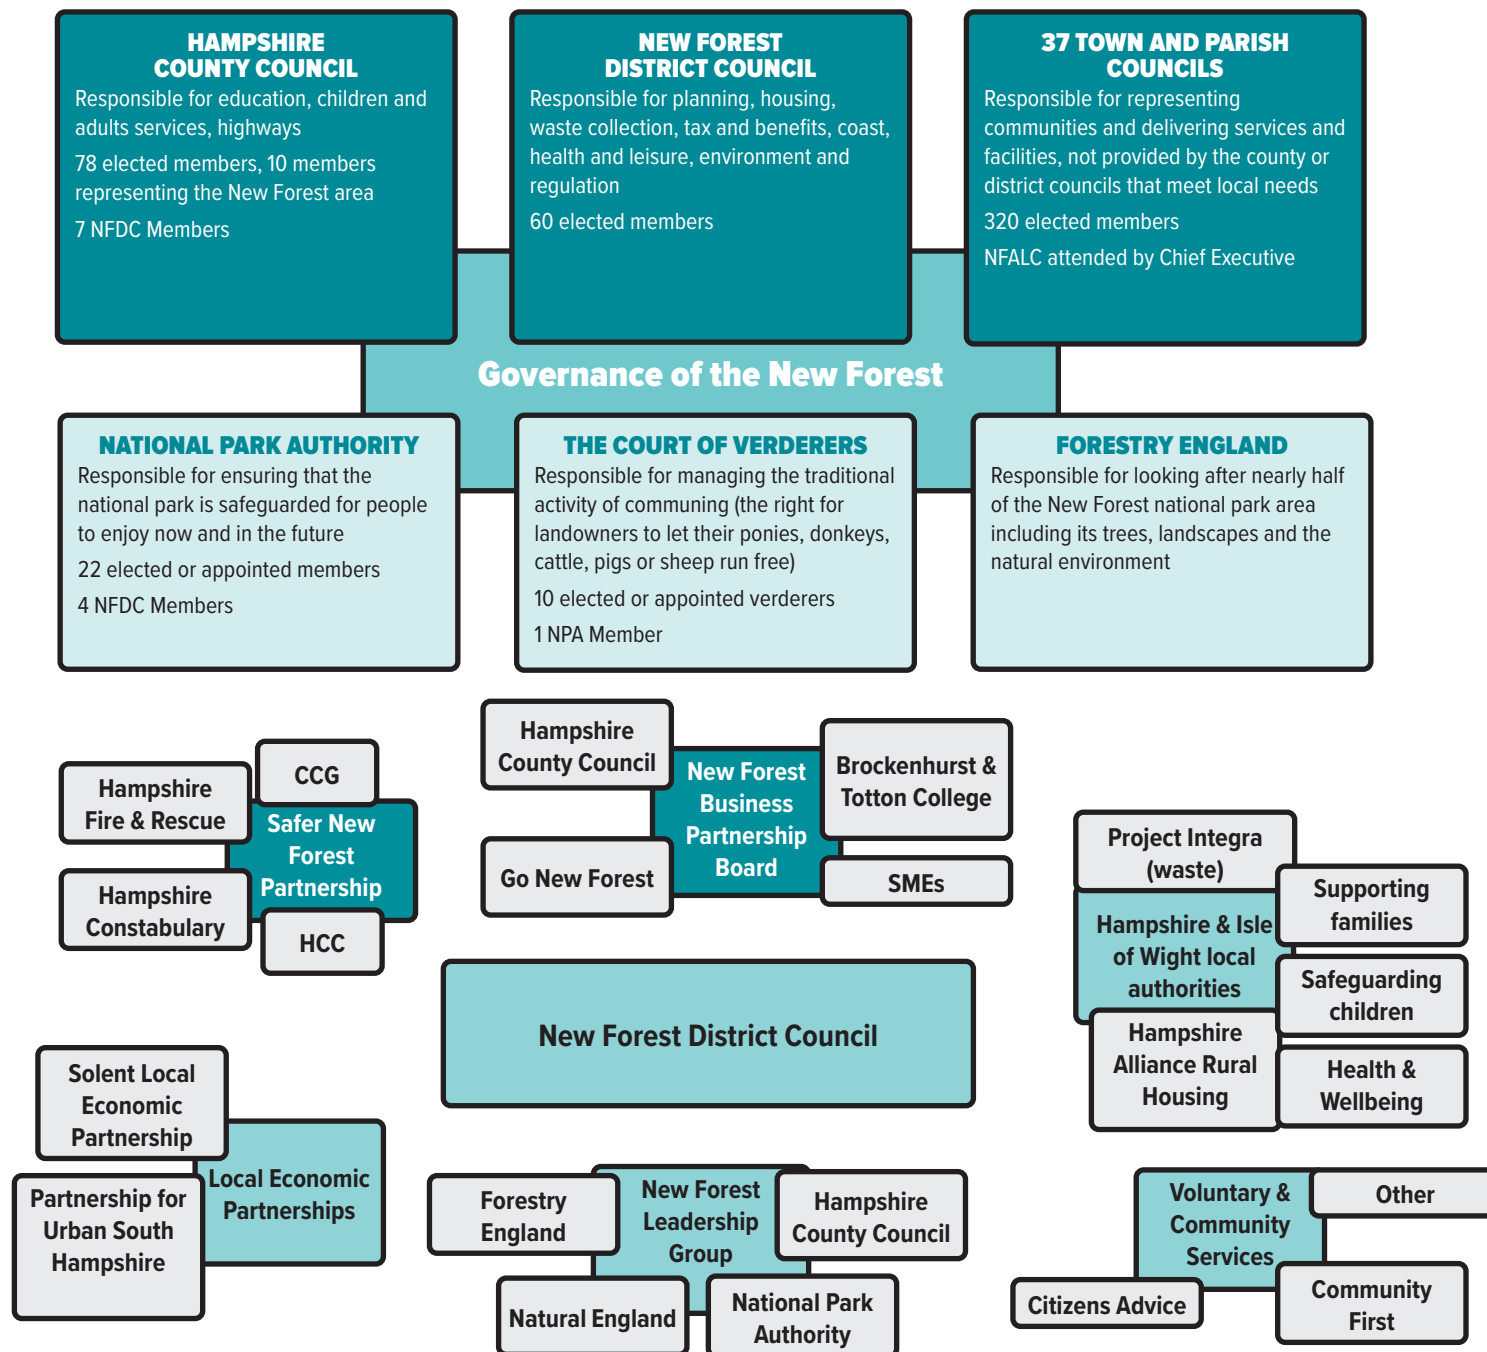 HAMPSHIRE
COUNTY COUNCIL
Responsible for education, children and
adults services, highways
78 elected members, 10 members
representing the New Forest area
7 NFDC Members
NEW FOREST
DISTRICT COUNCIL
Responsible for planning, housing,
waste collection, tax and benefits, coast,
health and leisure, environment and
regulation
60 elected members
37 TOWN AND PARISH
COUNCILS
Responsible for representing
communities and delivering services and
facilities, not provided by the county or
district councils that meet local needs
320 elected members
NFALC attended by Chief Executive
Governance of the New Forest
NATIONAL PARK AUTHORITY
Responsible for ensuring that the
national park is safeguarded for people
to enjoy now and in the future
22 elected or appointed members
4 NFDC Members
THE COURT OF VERDERERS
Responsible for managing the traditional
activity of communing (the right for
landowners to let their ponies, donkeys,
cattle, pigs or sheep run free)
10 elected or appointed verderers
1 NPA Member
FORESTRY ENGLAND
Responsible for looking after nearly half
of the New Forest national park area
including its trees, landscapes and the
natural environment
CCG
Hampshire
Fire & Rescue
Safer New
Forest
Partnership
Hampshire
Constabulary
HCC
Hampshire
County Council
New Forest
Business
Partnership
Board
Brockenhurst &
Totton College
Go New Forest
SMEs
Project Integra
(waste)
Supporting
families
Hampshire & Isle
of Wight local
authorities
Safeguarding
children
Hampshire
Alliance Rural
Housing
Health &
Wellbeing
New Forest District Council
Solent Local
Economic
Partnership
Local Economic
Partnerships
Partnership for
Urban South
Hampshire
Forestry
England
New Forest
Leadership
Group
Hampshire
County Council
Natural England
National Park
Authority
Voluntary &
Community
Services
Other
Citizens Advice
Community
First